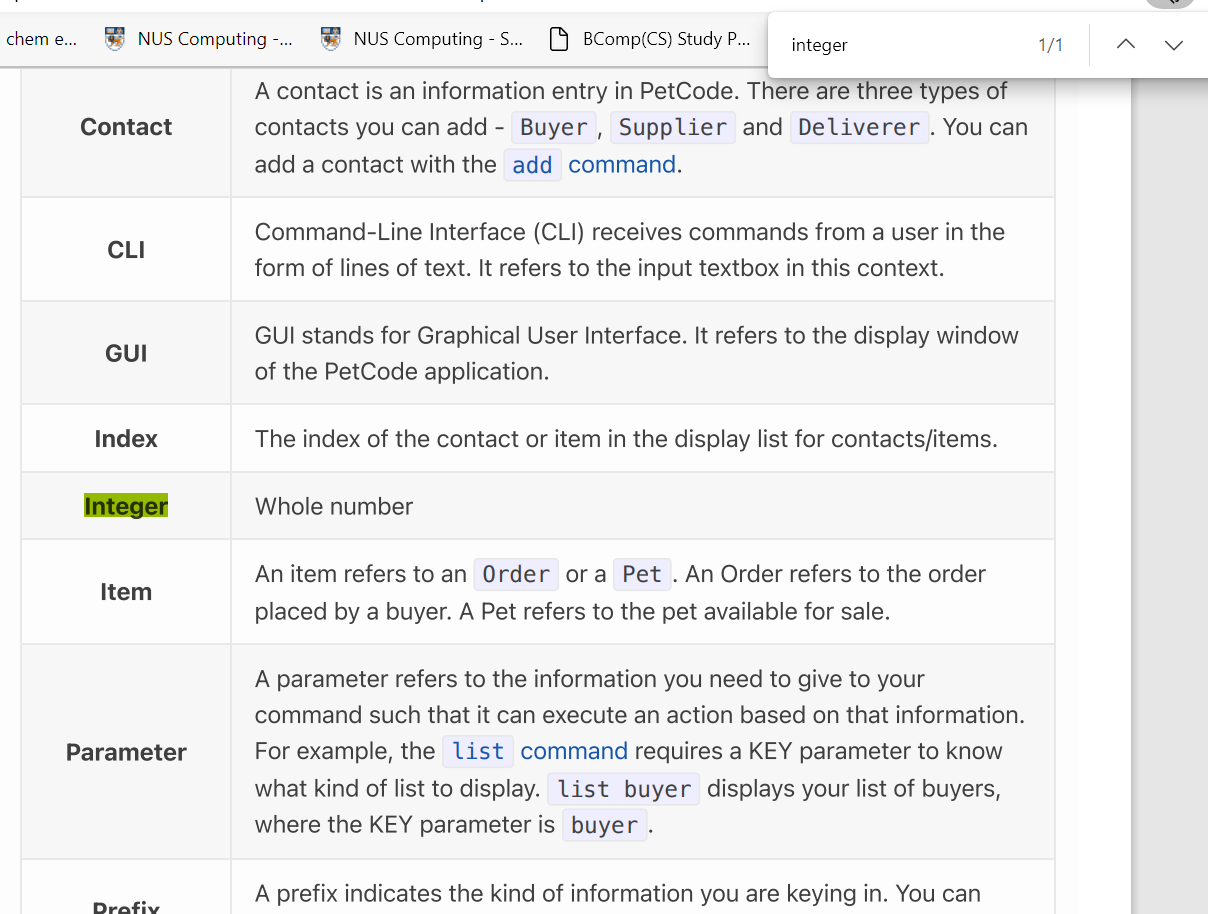 chem e... NUS Computing -... NUS Computing - S... BComp(CS) Study P...
integer 1/1
A contact is an information entry in PetCode. There are three types of
Contact contacts you can add - Buyer , Supplier and Deliverer . You can
add a contact with the add command.
Command-Line Interface (CLI) receives commands from a user in the
CLI
form of lines of text. It refers to the input textbox in this context.
GUI stands for Graphical User Interface. It refers to the display window
GUI
of the PetCode application.
Index The index of the contact or item in the display list for contacts/items.
Integer Whole number
An item refers to an Order or a Pet . An Order refers to the order
Item
placed by a buyer. A Pet refers to the pet available for sale.
A parameter refers to the information you need to give to your
command such that it can execute an action based on that information.
Parameter For example, the list command requires a KEY parameter to know
what kind of list to display. list buyer displays your list of buyers,
where the KEY parameter is buyer .
A prefix indicates the kind of information you are keying in. You can
Prefix